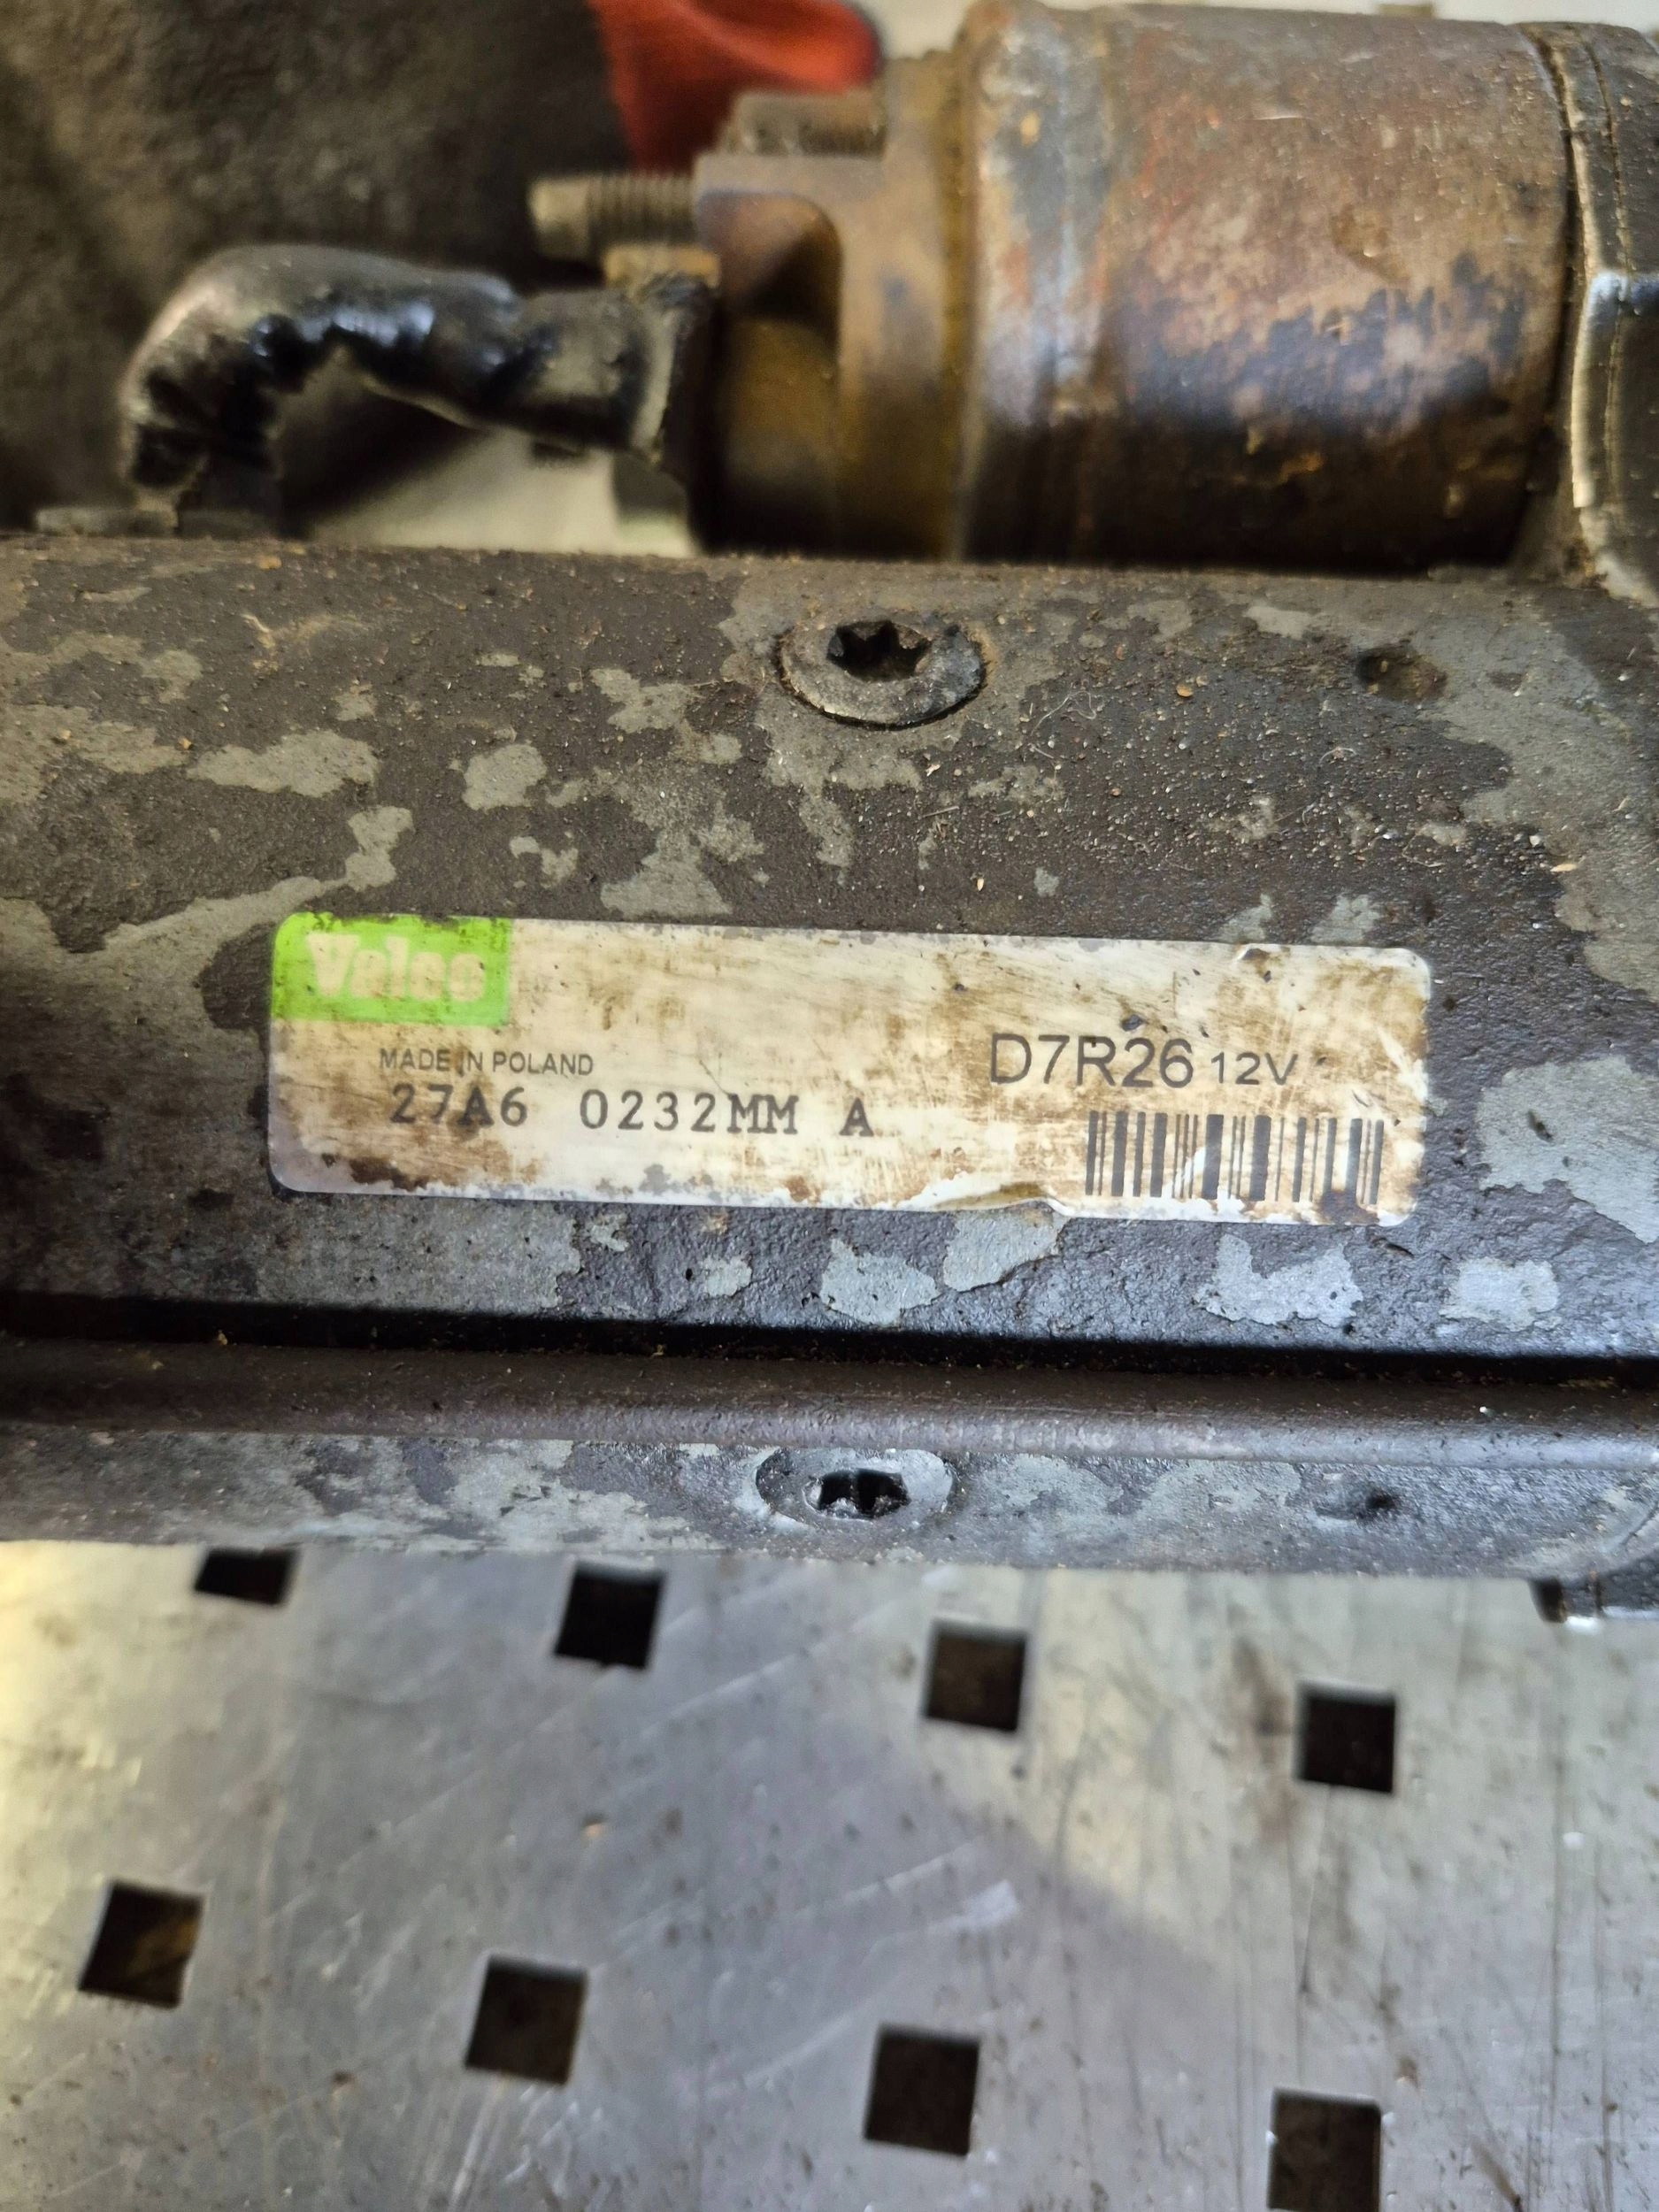 Valeo
MADE IN POLAND
27A6 0232MM A
D7R26 12V